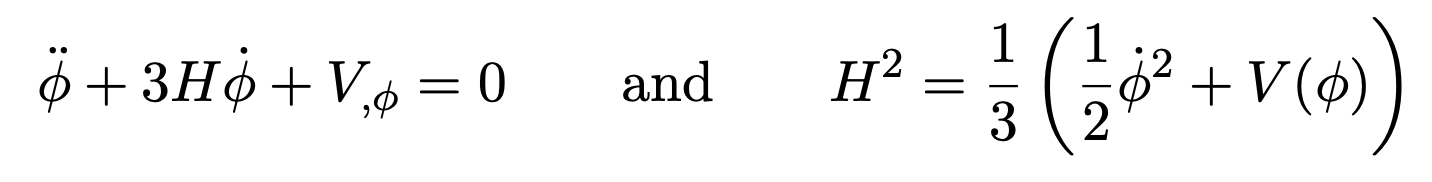 $\ddot{\phi} + 3H\dot{\phi} + V_{,\phi} = 0 \qquad \text{and} \qquad H^2 = \frac{1}{3}\left(\frac{1}{2}\dot{\phi}^2 + V(\phi)\right)$